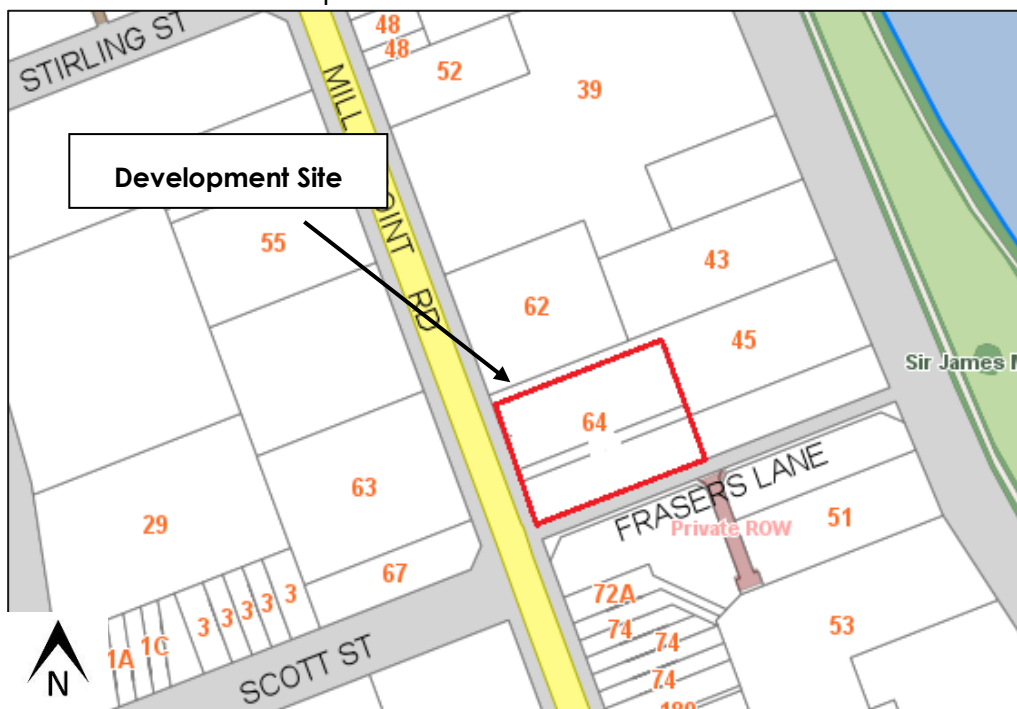 STIRLING ST
48
48
52
39
MILL POINT RD
Development Site
55
43
62
45
Sir James M
64
63
FRASERS LANE
Private ROW
51
29
67
72A
3
3
3
3
3
74
74
53
1C
1A
74
SCOTT ST
N